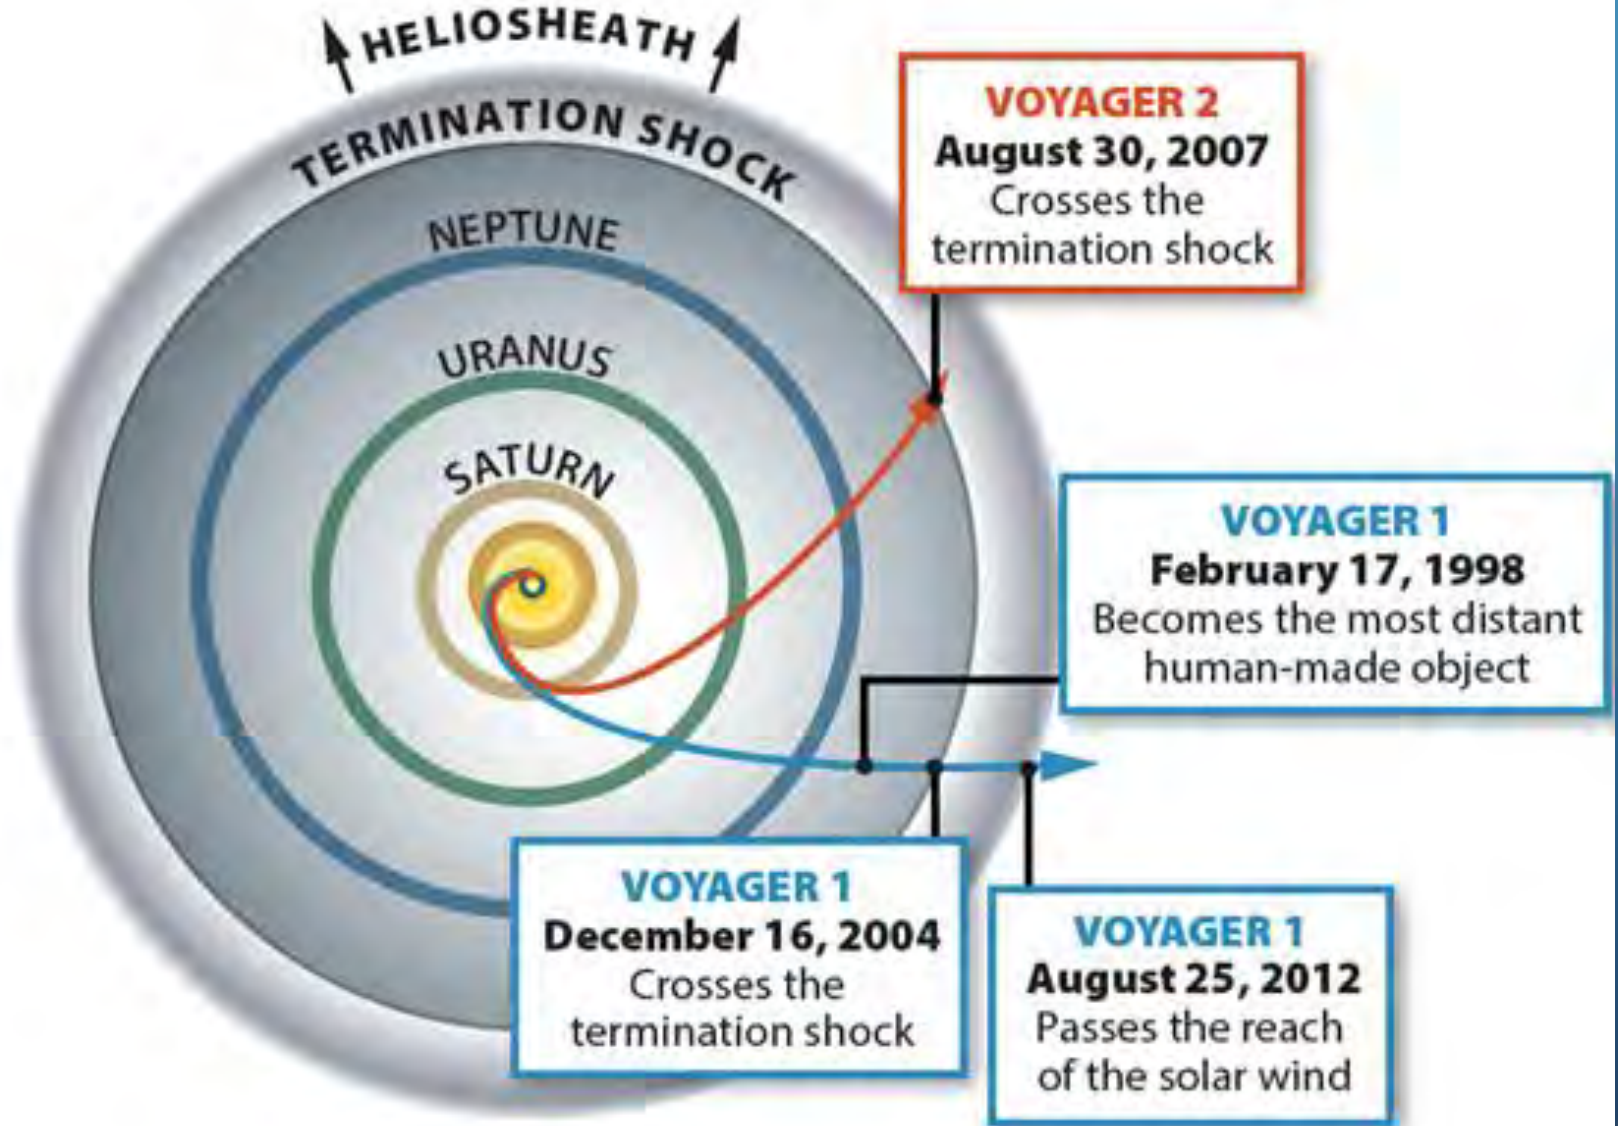 HELIOSHEATH
TERMINATION SHOCK
NEPTUNE
URANUS
SATURN
VOYAGER 2
August 30, 2007
Crosses the
termination shock
VOYAGER 1
February 17, 1998
Becomes the most distant
human-made object
VOYAGER 1
December 16, 2004
Crosses the
termination shock
VOYAGER 1
August 25, 2012
Passes the reach
of the solar wind